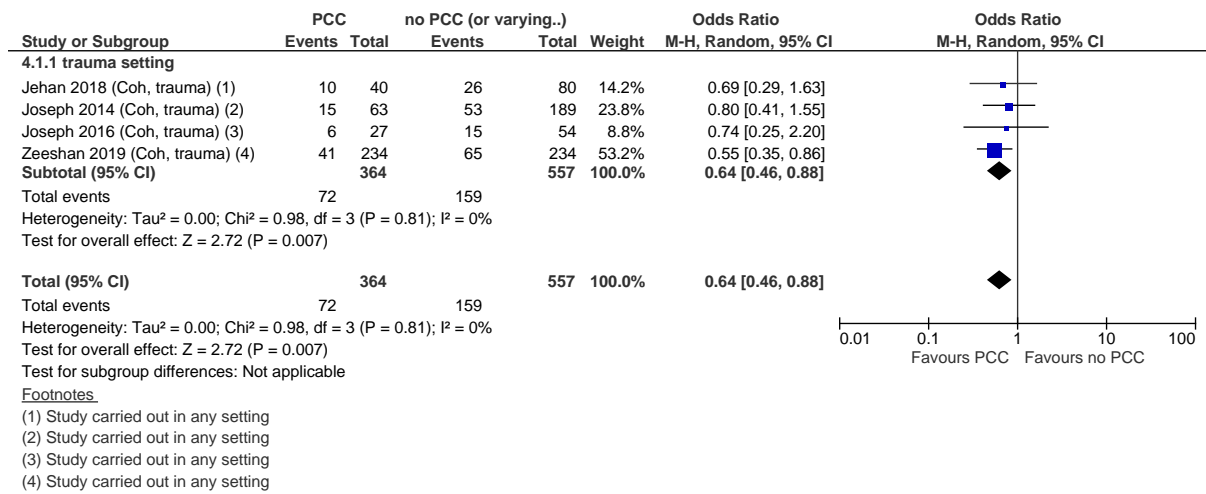 PCC no PCC (or varying..) Odds Ratio Odds Ratio
Study or Subgroup Events Total Events Total Weight M-H, Random, 95% CI M-H, Random, 95% CI
4.1.1 trauma setting
Jehan 2018 (Coh, trauma) (1) 10 40 26 80 14.2% 0.69 [0.29, 1.63]
Joseph 2014 (Coh, trauma) (2) 15 63 53 189 23.8% 0.80 [0.41, 1.55]
Joseph 2016 (Coh, trauma) (3) 6 27 15 54 8.8% 0.74 [0.25, 2.20]
Zeeshan 2019 (Coh, trauma) (4) 41 234 65 234 53.2% 0.55 [0.35, 0.86]
Subtotal (95% CI) 364 557 100.0% 0.64 [0.46, 0.88]
Total events 72 159
Heterogeneity: Tau² = 0.00; Chi² = 0.98, df = 3 (P = 0.81); I² = 0%
Test for overall effect: Z = 2.72 (P = 0.007)
Total (95% CI) 364 557 100.0% 0.64 [0.46, 0.88]
Total events 72 159
Heterogeneity: Tau² = 0.00; Chi² = 0.98, df = 3 (P = 0.81); I² = 0%
Test for overall effect: Z = 2.72 (P = 0.007)
Test for subgroup differences: Not applicable
0.01 0.1 1 10 100
Favours PCC Favours no PCC
Footnotes
(1) Study carried out in any setting
(2) Study carried out in any setting
(3) Study carried out in any setting
(4) Study carried out in any setting